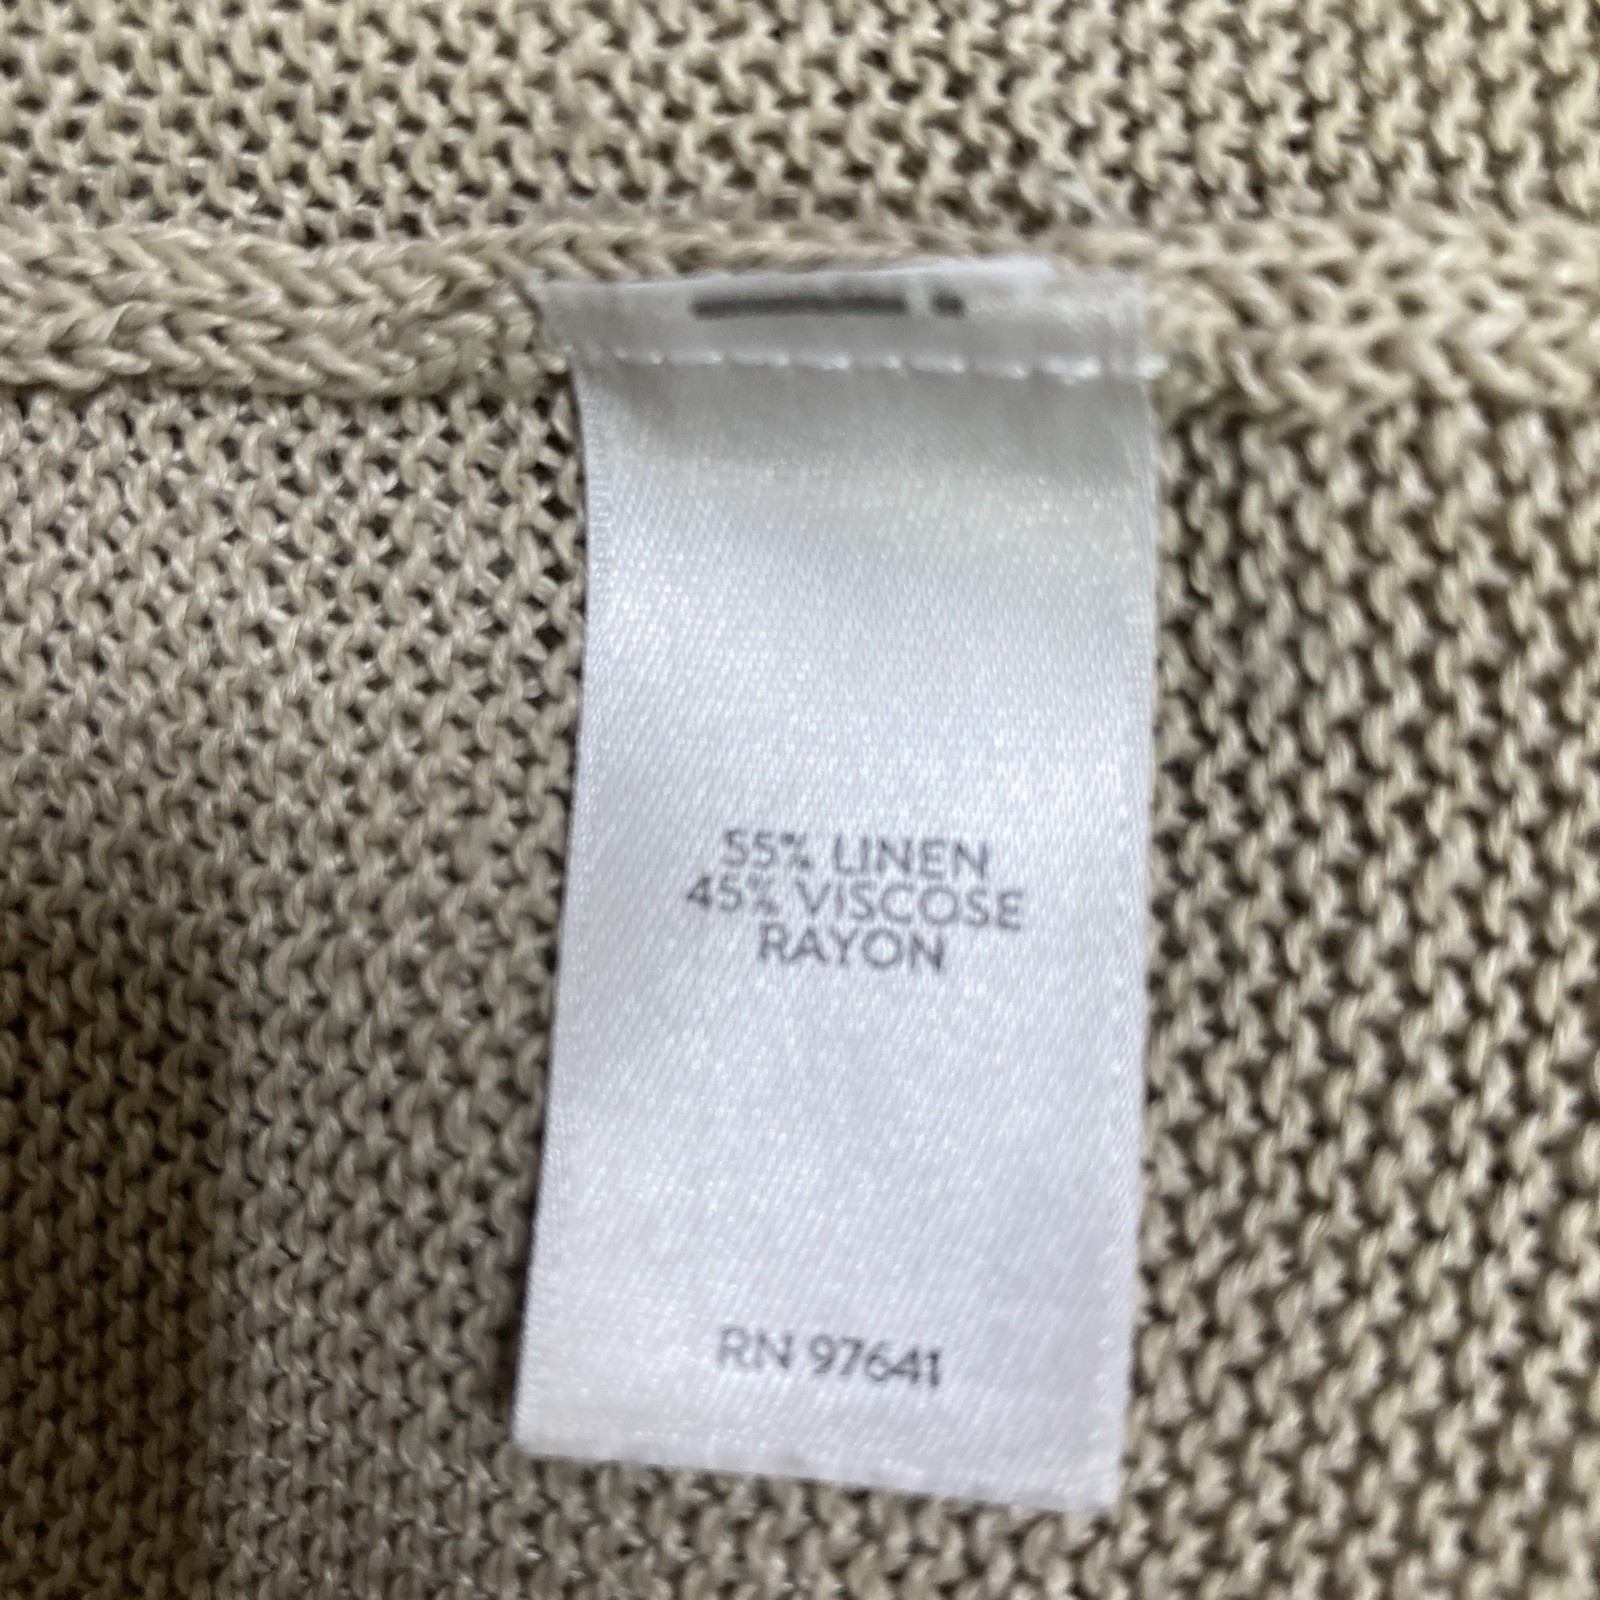 55% LINEN
45% VISCOSE
RAYON
RN 97641